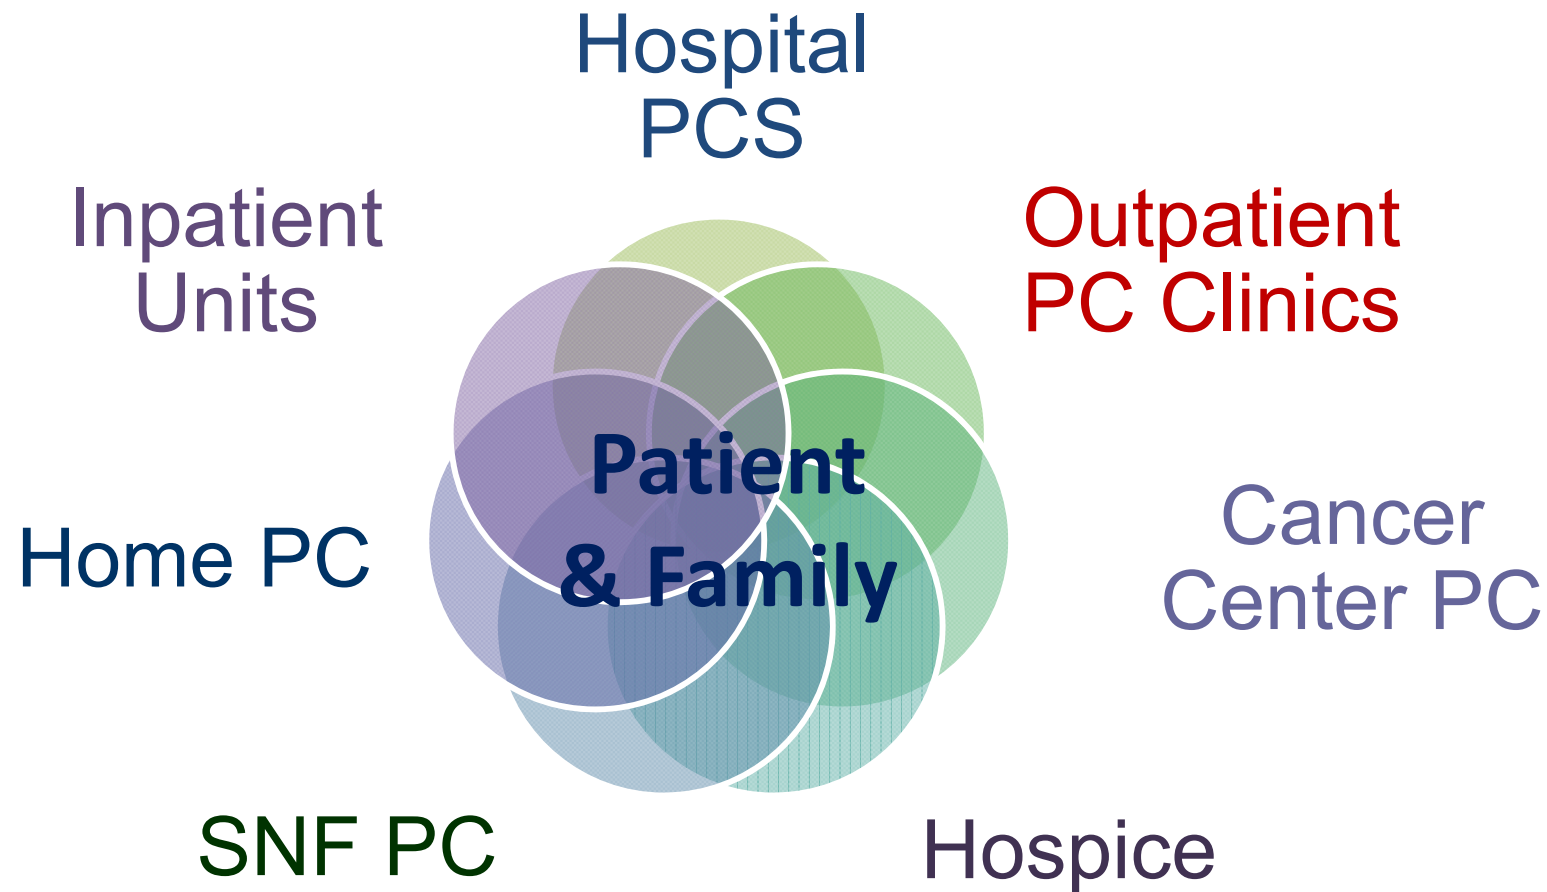 Hospital
PCS
Inpatient
Units
Outpatient
PC Clinics
Patient
& Family
Home PC
Cancer
Center PC
SNF PC
Hospice